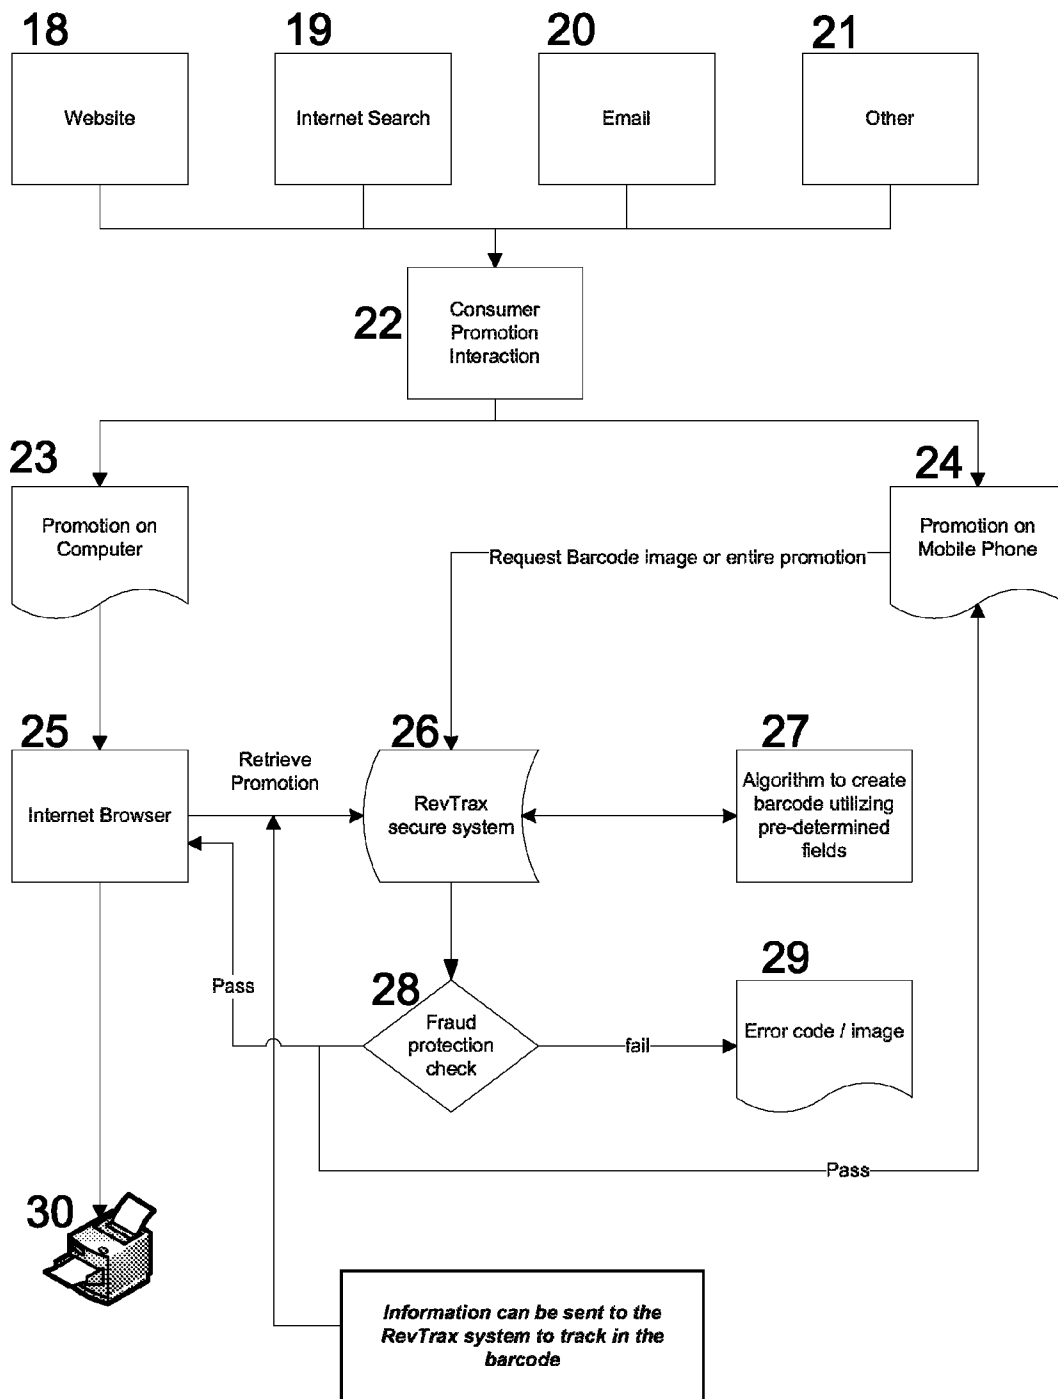 18
19
20
21
Website
Internet Search
Email
Other
22
Consumer
Promotion
Interaction
23
24
Promotion on
Computer
Promotion on
Mobile Phone
Request Barcode image or entire promotion
25
26
27
Retrieve
Promotion
Internet Browser
RevTrax
secure system
Algorithm to create
barcode utilizing
pre-determined
fields
28
29
Pass
Fraud
protection
check
fail
Error code / image
Pass
30
Information can be sent to the
RevTrax system to track in the
barcode